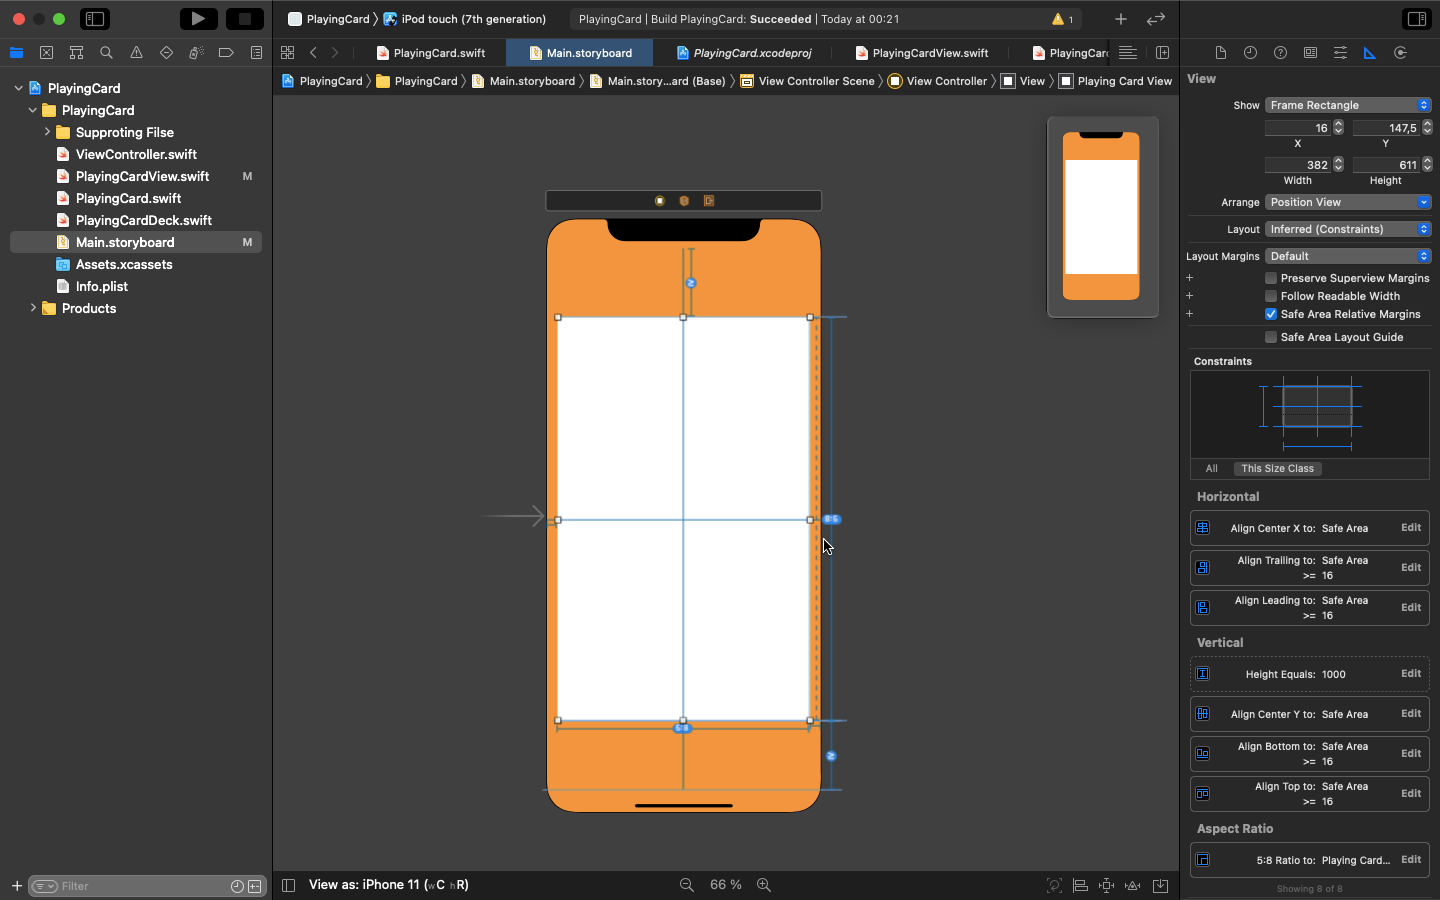 PlayingCard
iPod touch (7th generation)
PlayingCard | Build PlayingCard: Succeeded | Today at 00:21
1
PlayingCard.swift
Main.storyboard
PlayingCard.xcodeproj
PlayingCardView.swift
PlayingCar
PlayingCard
PlayingCard
Main.storyboard
Main.story...ard (Base)
View Controller Scene
View Controller
View
Playing Card View
PlayingCard
PlayingCard
Supproting Filse
ViewController.swift
PlayingCardView.swift M
PlayingCard.swift
PlayingCardDeck.swift
Main.storyboard M
Assets.xcassets
Info.plist
Products
Filter
5:8
View as: iPhone 11 (wC hR)
66 %
View
Show Frame Rectangle
16 147,5
X Y
382 611
Width Height
Arrange Position View
Layout Inferred (Constraints)
Layout Margins Default
Preserve Superview Margins
Follow Readable Width
Safe Area Relative Margins
Safe Area Layout Guide
Constraints
All This Size Class
Horizontal
Align Center X to: Safe Area Edit
Align Trailing to: Safe Area
>= 16 Edit
Align Leading to: Safe Area
>= 16 Edit
Vertical
Height Equals: 1000 Edit
Align Center Y to: Safe Area Edit
Align Bottom to: Safe Area
>= 16 Edit
Align Top to: Safe Area
>= 16 Edit
Aspect Ratio
5:8 Ratio to: Playing Card... Edit
Showing 8 of 8